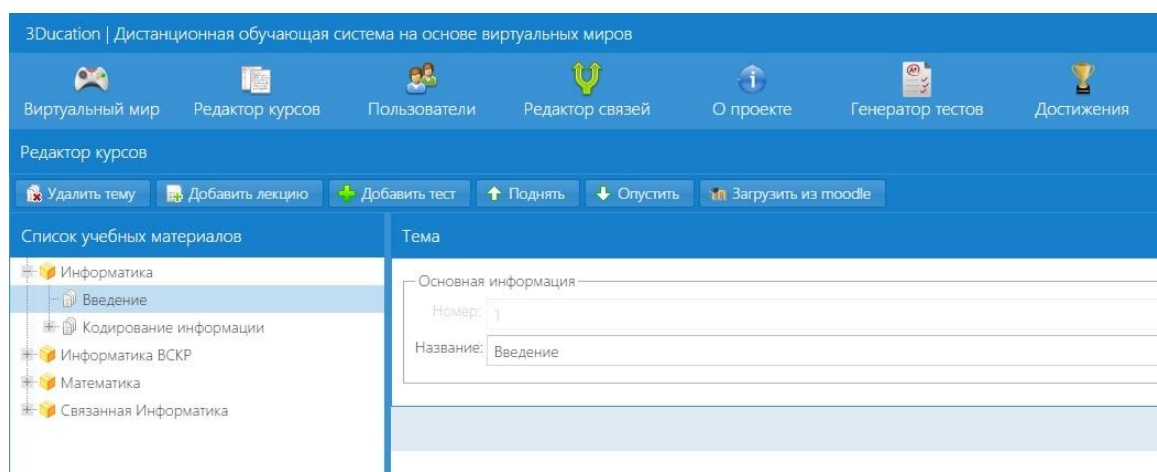 3Ducation | Дистанционная обучающая система на основе виртуальных миров
Виртуальный мир Редактор курсов Пользователи Редактор связей О проекте Генератор тестов Достижения
Редактор курсов
Удалить тему Добавить лекцию Добавить тест Поднять Опустить Загрузить из moodle
Список учебных материалов Тема
Информатика
Введение
Кодирование информации
Информатика ВСКР
Математика
Связанная Информатика
Основная информация
Номер: 1
Название: Введение